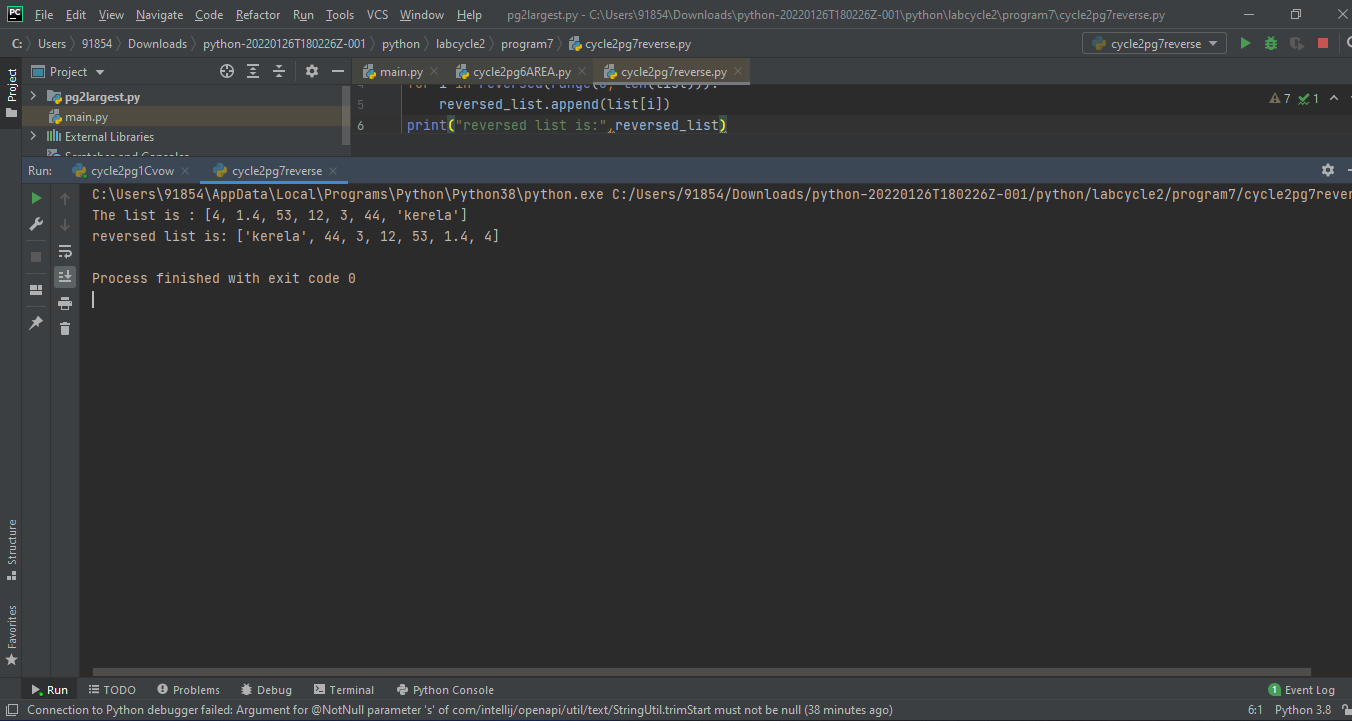 PC File Edit View Navigate Code Refactor Run Tools VCS Window Help pg2largest.py - C:\Users\91854\Downloads\python-20220126T180226Z-001\python\labcycle2\program7\cycle2pg7reverse.py
C: Users 91854 Downloads python-20220126T180226Z-001 python labcycle2 program7 cycle2pg7reverse.py cycle2pg7reverse
Project Project main.py cycle2pg6AREA.py cycle2pg7reverse.py
pg2largest.py
main.py
External Libraries
Scratches and Consoles
4 for i in reversed(range(0, len(list))):
5 reversed_list.append(list[i])
6 print("reversed list is:",reversed_list)
7 1
Run: cycle2pg1Cvow cycle2pg7reverse
C:\Users\91854\AppData\Local\Programs\Python\Python38\python.exe C:/Users/91854/Downloads/python-20220126T180226Z-001/python/labcycle2/program7/cycle2pg7rever
The list is : [4, 1.4, 53, 12, 3, 44, 'kerela']
reversed list is: ['kerela', 44, 3, 12, 53, 1.4, 4]
Process finished with exit code 0
Structure
Favorites
Run TODO Problems Debug Terminal Python Console 1 Event Log
Connection to Python debugger failed: Argument for @NotNull parameter 's' of com/intellij/openapi/util/text/StringUtil.trimStart must not be null (38 minutes ago) 6:1 Python 3.8